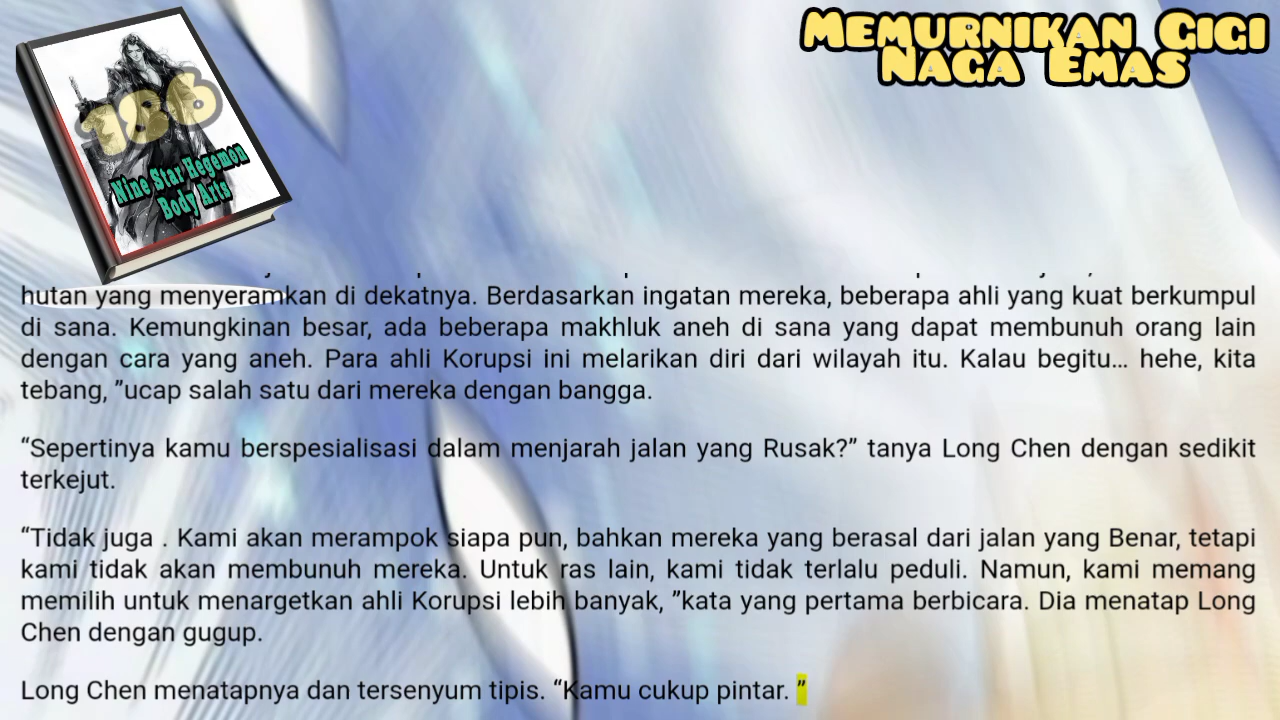 MEMURNIKAN GIGI
NAGA EMAS
186
Nine Star Hegemon
Body Arts
hutan yang menyeramkan di dekatnya. Berdasarkan ingatan mereka, beberapa ahli yang kuat berkumpul
di sana. Kemungkinan besar, ada beberapa makhluk aneh di sana yang dapat membunuh orang lain
dengan cara yang aneh. Para ahli Korupsi ini melarikan diri dari wilayah itu. Kalau begitu… hehe, kita
tebang, ”ucap salah satu dari mereka dengan bangga.
“Sepertinya kamu berspesialisasi dalam menjarah jalan yang Rusak?” tanya Long Chen dengan sedikit
terkejut.
“Tidak juga . Kami akan merampok siapa pun, bahkan mereka yang berasal dari jalan yang Benar, tetapi
kami tidak akan membunuh mereka. Untuk ras lain, kami tidak terlalu peduli. Namun, kami memang
memilih untuk menargetkan ahli Korupsi lebih banyak, ”kata yang pertama berbicara. Dia menatap Long
Chen dengan gugup.
Long Chen menatapnya dan tersenyum tipis. “Kamu cukup pintar. ”